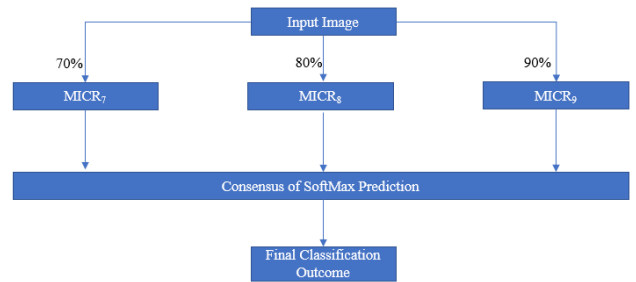 Input Image
70%
80%
90%
MICR₇
MICR₈
MICR₉
Consensus of SoftMax Prediction
Final Classification
Outcome